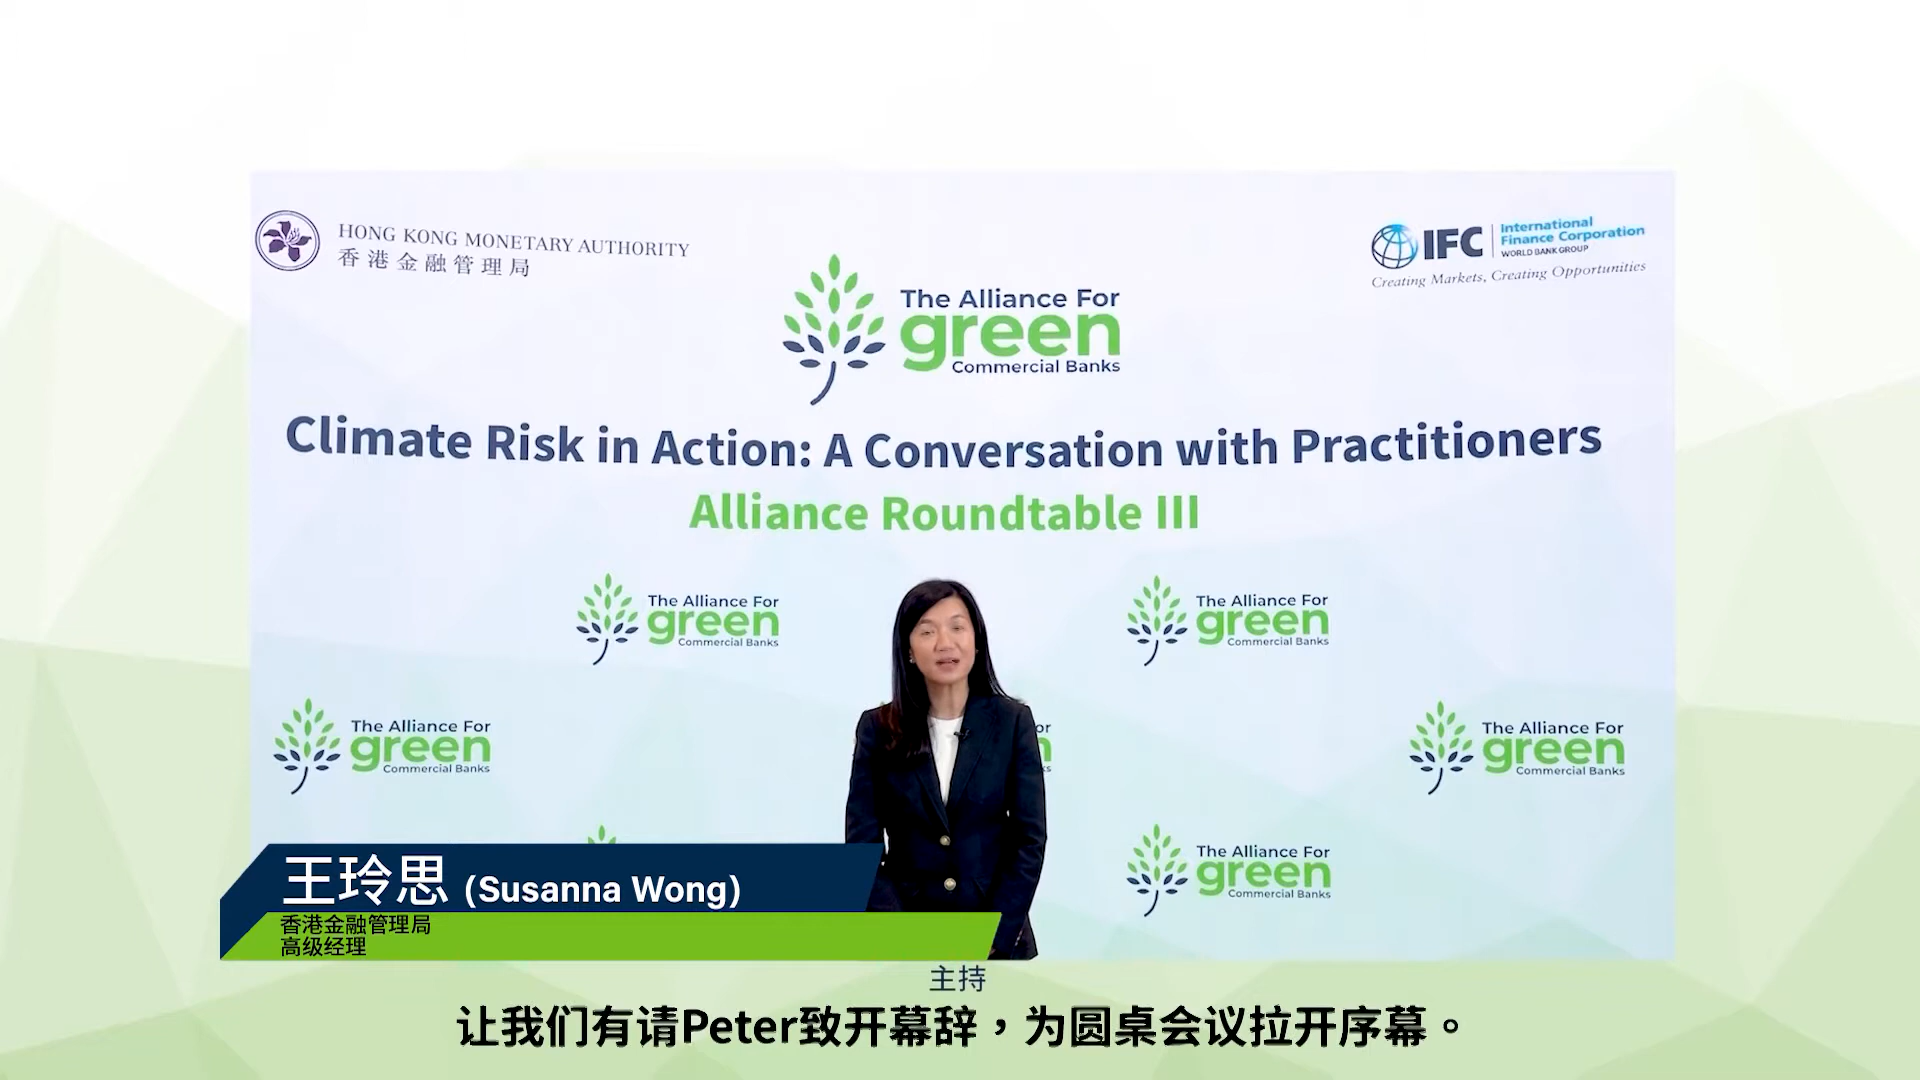 HONG KONG MONETARY AUTHORITY
香港金融管理局
IFC
International
Finance Corporation
WORLD BANK GROUP
Creating Markets, Creating Opportunities
The Alliance For
green
Commercial Banks
Climate Risk in Action: A Conversation with Practitioners
Alliance Roundtable III
The Alliance For
green
Commercial Banks
The Alliance For
green
Commercial Banks
The Alliance For
green
Commercial Banks
The Alliance For
green
Commercial Banks
The Alliance For
green
Commercial Banks
王玲思 (Susanna Wong)
香港金融管理局
高级经理
主持
让我们有请Peter致开幕辞，为圆桌会议拉开序幕。